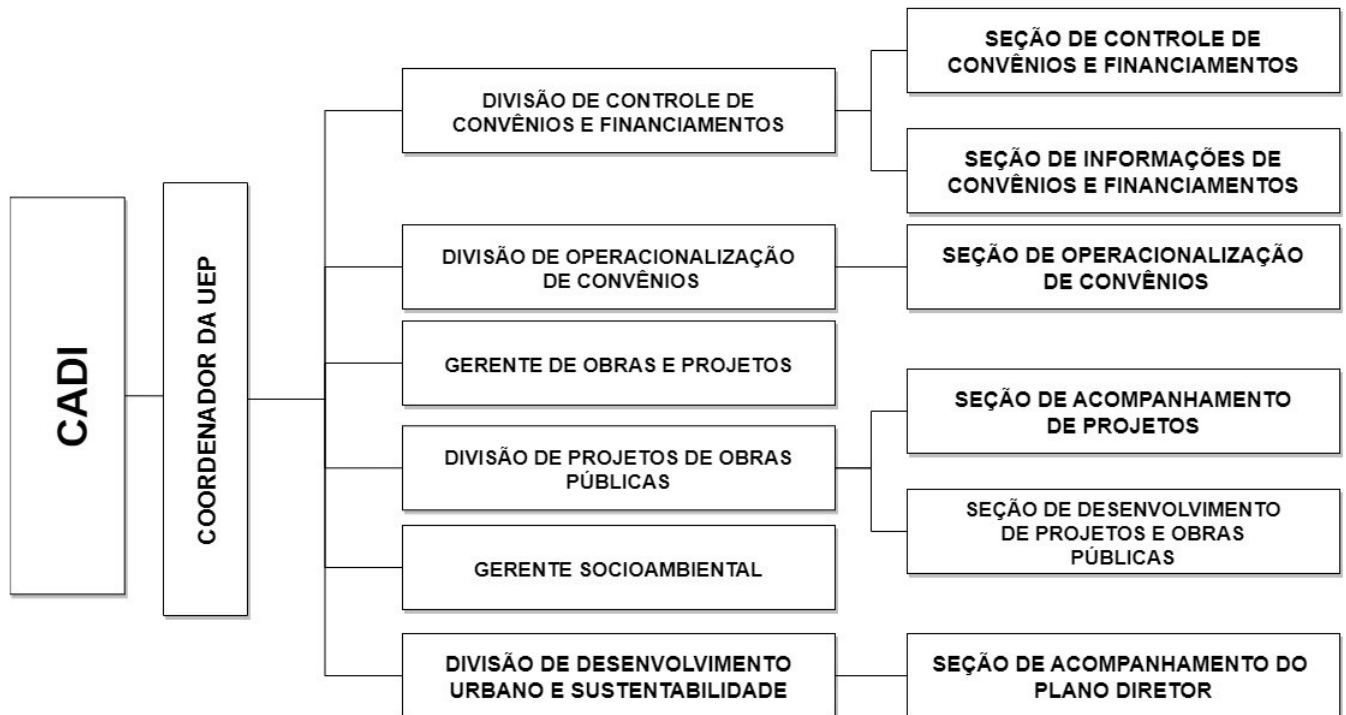 CADI
COORDENADOR DA UEP
DIVISÃO DE CONTROLE DE
CONVÊNIOS E FINANCIAMENTOS
SEÇÃO DE CONTROLE DE
CONVÊNIOS E FINANCIAMENTOS
SEÇÃO DE INFORMAÇÕES DE
CONVÊNIOS E FINANCIAMENTOS
DIVISÃO DE OPERACIONALIZAÇÃO
DE CONVÊNIOS
SEÇÃO DE OPERACIONALIZAÇÃO
DE CONVÊNIOS
GERENTE DE OBRAS E PROJETOS
DIVISÃO DE PROJETOS DE OBRAS
PÚBLICAS
SEÇÃO DE ACOMPANHAMENTO
DE PROJETOS
SEÇÃO DE DESENVOLVIMENTO
DE PROJETOS E OBRAS
PÚBLICAS
GERENTE SOCIOAMBIENTAL
DIVISÃO DE DESENVOLVIMENTO
URBANO E SUSTENTABILIDADE
SEÇÃO DE ACOMPANHAMENTO DO
PLANO DIRETOR